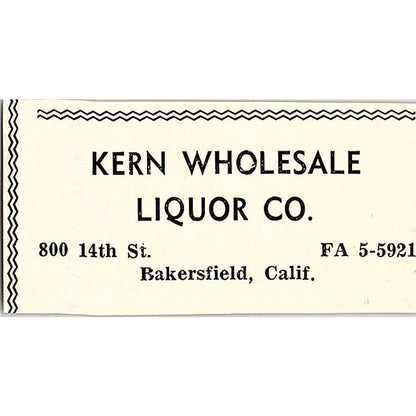 KERN WHOLESALE
LIQUOR CO.
800 14th St. FA 5-5921
Bakersfield, Calif.